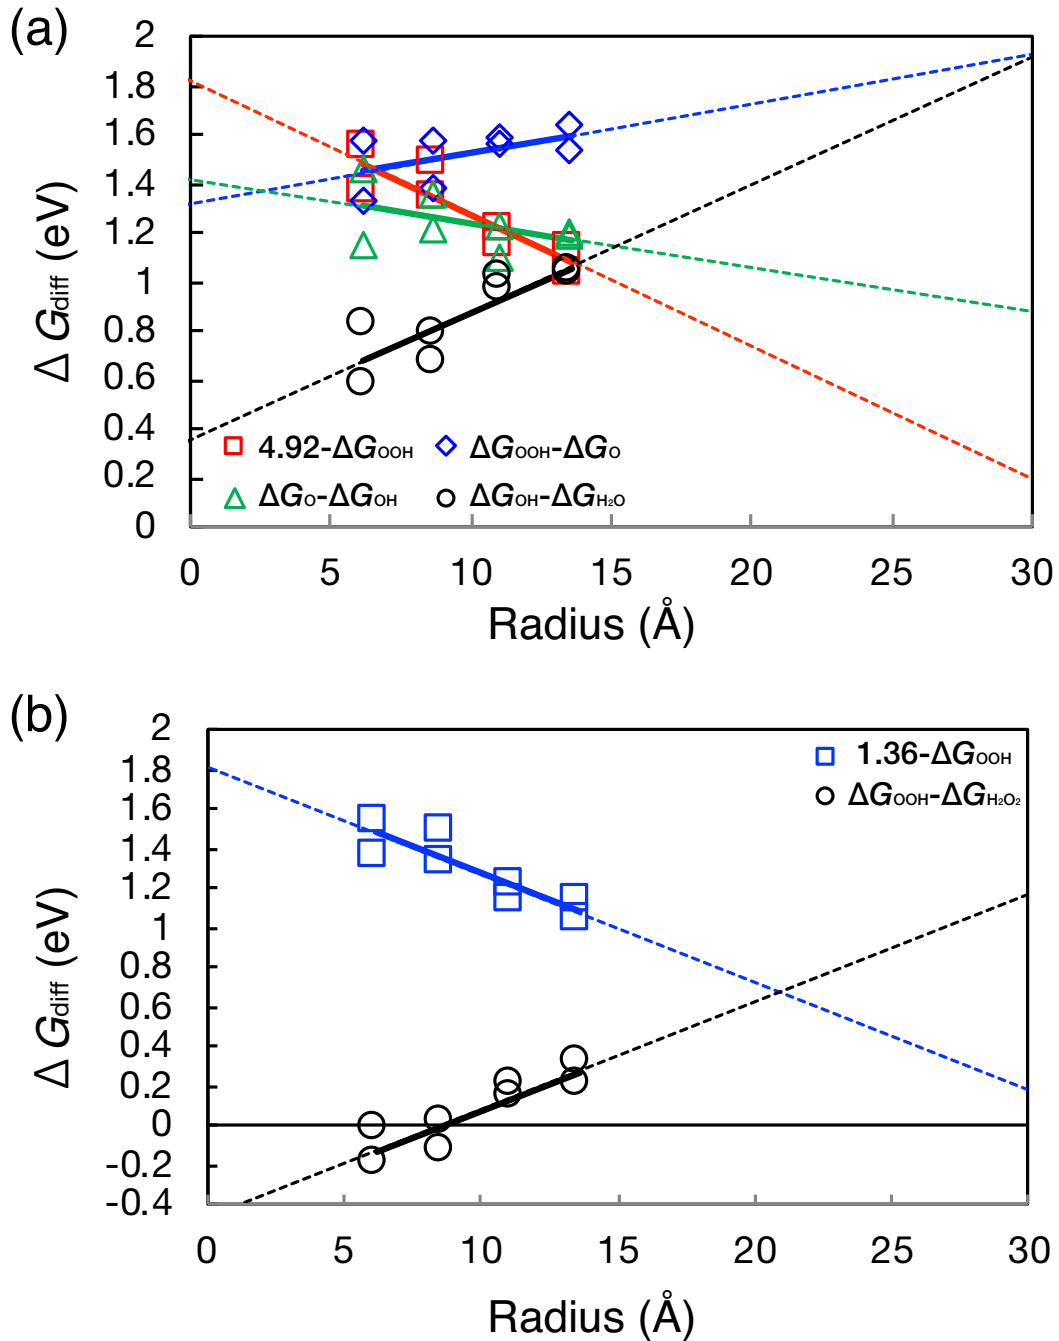 (a)
2
1.8
1.6
1.4
1.2
1
0.8
0.6
0.4
0.2
0
Δ Gdiff (eV)
4.92-ΔGOOH
ΔGOOH-ΔGO
ΔGO-ΔGOH
ΔGOH-ΔGH₂O
0 5 10 15 20 25 30
Radius (Å)
(b)
2
1.8
1.6
1.4
1.2
1
0.8
0.6
0.4
0.2
0
-0.2
-0.4
Δ Gdiff (eV)
1.36-ΔGOOH
ΔGOOH-ΔGH₂O₂
0 5 10 15 20 25 30
Radius (Å)